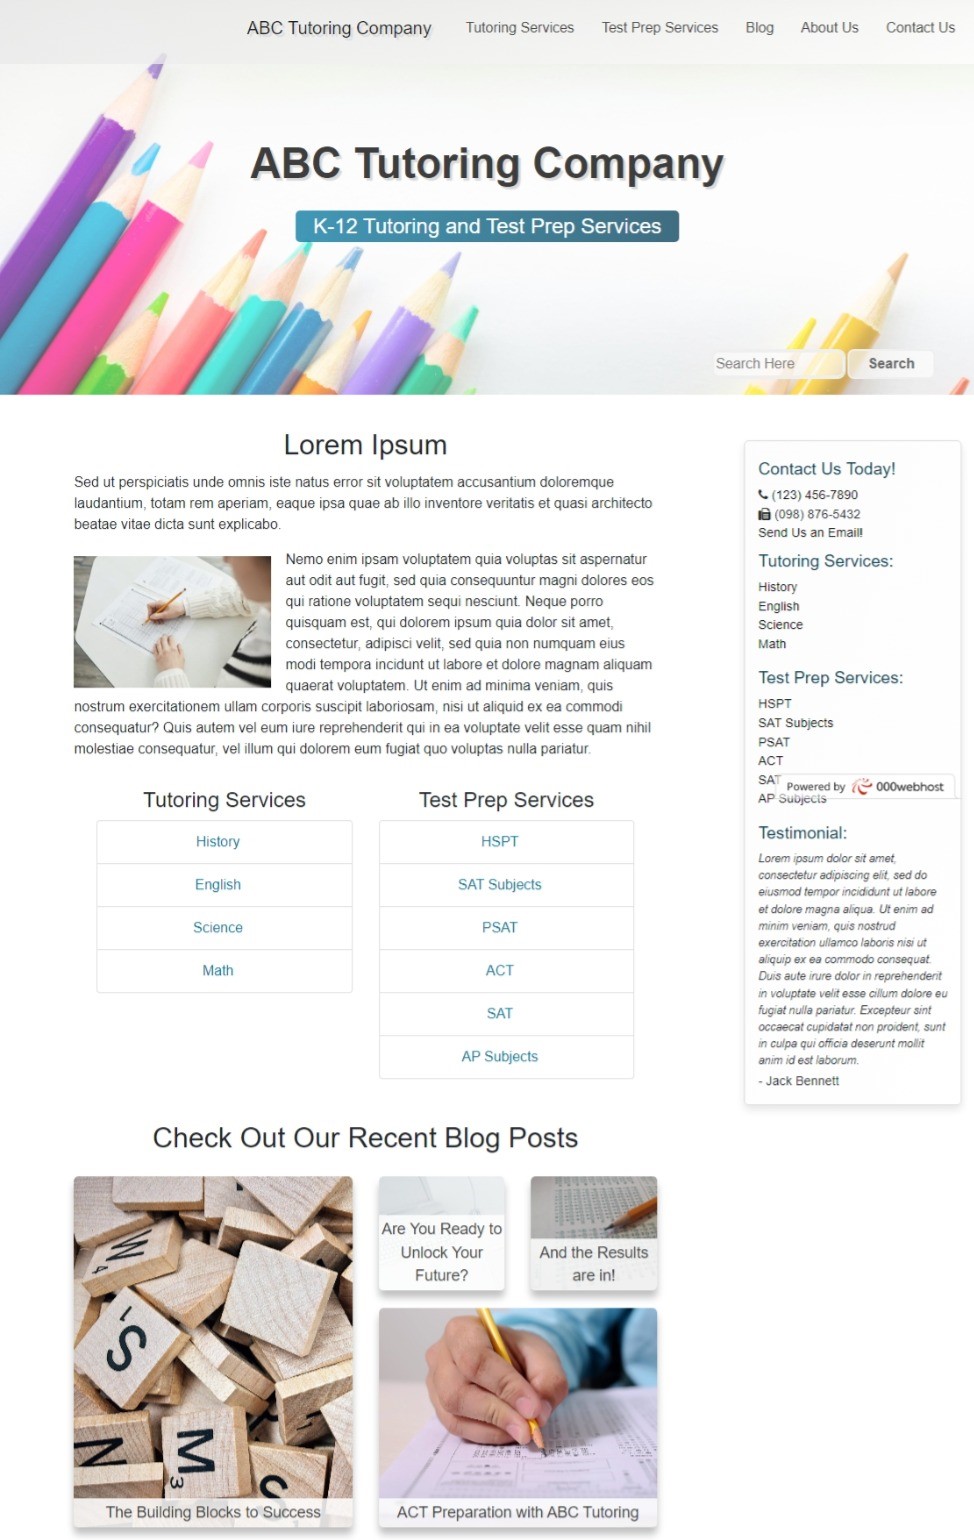 ABC Tutoring Company
Tutoring Services
Test Prep Services
Blog
About Us
Contact Us
ABC Tutoring Company
K-12 Tutoring and Test Prep Services
Search Here
Search
Lorem Ipsum
Sed ut perspiciatis unde omnis iste natus error sit voluptatem accusantium doloremque
laudantium, totam rem aperiam, eaque ipsa quae ab illo inventore veritatis et quasi architecto
beatae vitae dicta sunt explicabo.
Nemo enim ipsam voluptatem quia voluptas sit aspernatur
aut odit aut fugit, sed quia consequuntur magni dolores eos
qui ratione voluptatem sequi nesciunt. Neque porro
quisquam est, qui dolorem ipsum quia dolor sit amet,
consectetur, adipisci velit, sed quia non numquam eius
modi tempora incidunt ut labore et dolore magnam aliquam
quaerat voluptatem. Ut enim ad minima veniam, quis
nostrum exercitationem ullam corporis suscipit laboriosam, nisi ut aliquid ex ea commodi
consequatur? Quis autem vel eum iure reprehenderit qui in ea voluptate velit esse quam nihil
molestiae consequatur, vel illum qui dolorem eum fugiat quo voluptas nulla pariatur.
Tutoring Services
History
English
Science
Math
Test Prep Services
HSPT
SAT Subjects
PSAT
ACT
SAT
AP Subjects
Contact Us Today!
(123) 456-7890
(098) 876-5432
Send Us an Email!
Tutoring Services:
History
English
Science
Math
Test Prep Services:
HSPT
SAT Subjects
PSAT
ACT
SAT
Powered by 000webhost
AP Subjects
Testimonial:
Lorem ipsum dolor sit amet,
consectetur adipiscing elit, sed do
eiusmod tempor incididunt ut labore
et dolore magna aliqua. Ut enim ad
minim veniam, quis nostrud
exercitation ullamco laboris nisi ut
aliquip ex ea commodo consequat.
Duis aute irure dolor in reprehenderit
in voluptate velit esse cillum dolore eu
fugiat nulla pariatur. Excepteur sint
occaecat cupidatat non proident, sunt
in culpa qui officia deserunt mollit
anim id est laborum.
- Jack Bennett
Check Out Our Recent Blog Posts
W4
S1
N
M3
S
The Building Blocks to Success
Are You Ready to
Unlock Your
Future?
And the Results
are in!
ACT Preparation with ABC Tutoring